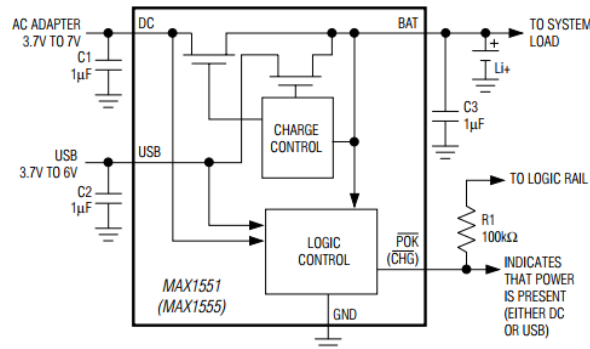 AC ADAPTER
3.7V TO 7V
DC
BAT
TO SYSTEM
LOAD
C1
1µF
+
Li+
C3
1µF
CHARGE
CONTROL
USB
3.7V TO 6V
USB
C2
1µF
TO LOGIC RAIL
R1
100kΩ
LOGIC
CONTROL
POK
(CHG)
INDICATES
THAT POWER
IS PRESENT
(EITHER DC
OR USB)
MAX1551
(MAX1555)
GND